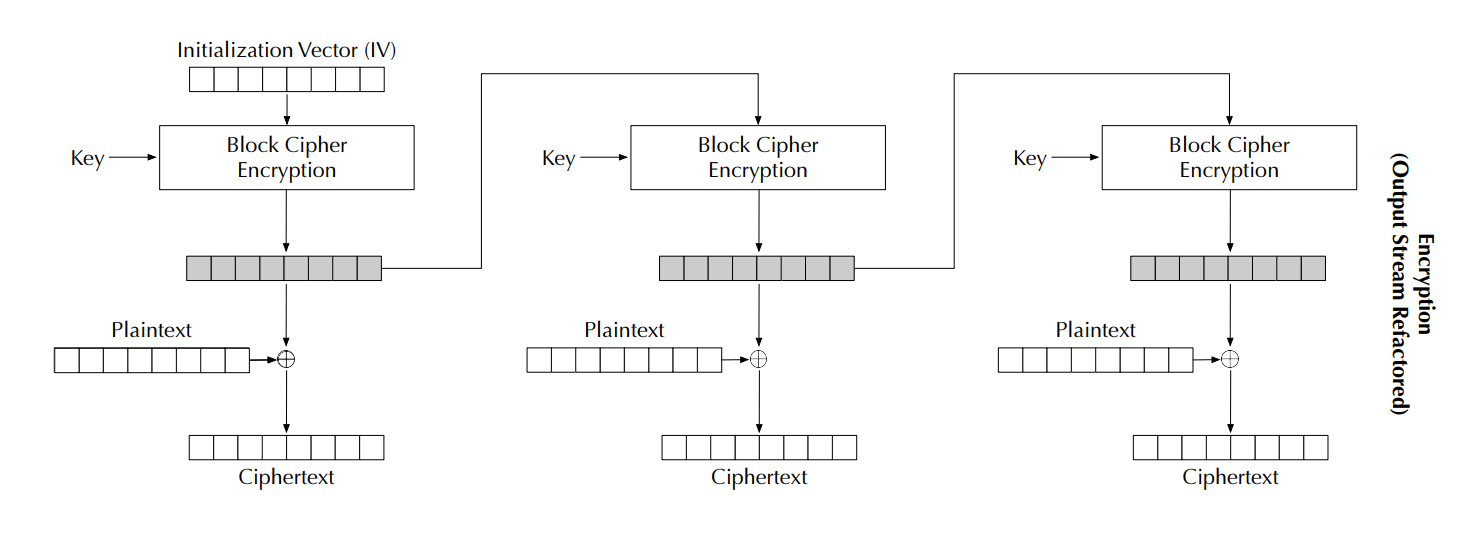 Initialization Vector (IV)
Key
Block Cipher
Encryption
Key
Block Cipher
Encryption
Key
Block Cipher
Encryption
Plaintext
Plaintext
Plaintext
Ciphertext
Ciphertext
Ciphertext
Encryption
(Output Stream Refactored)